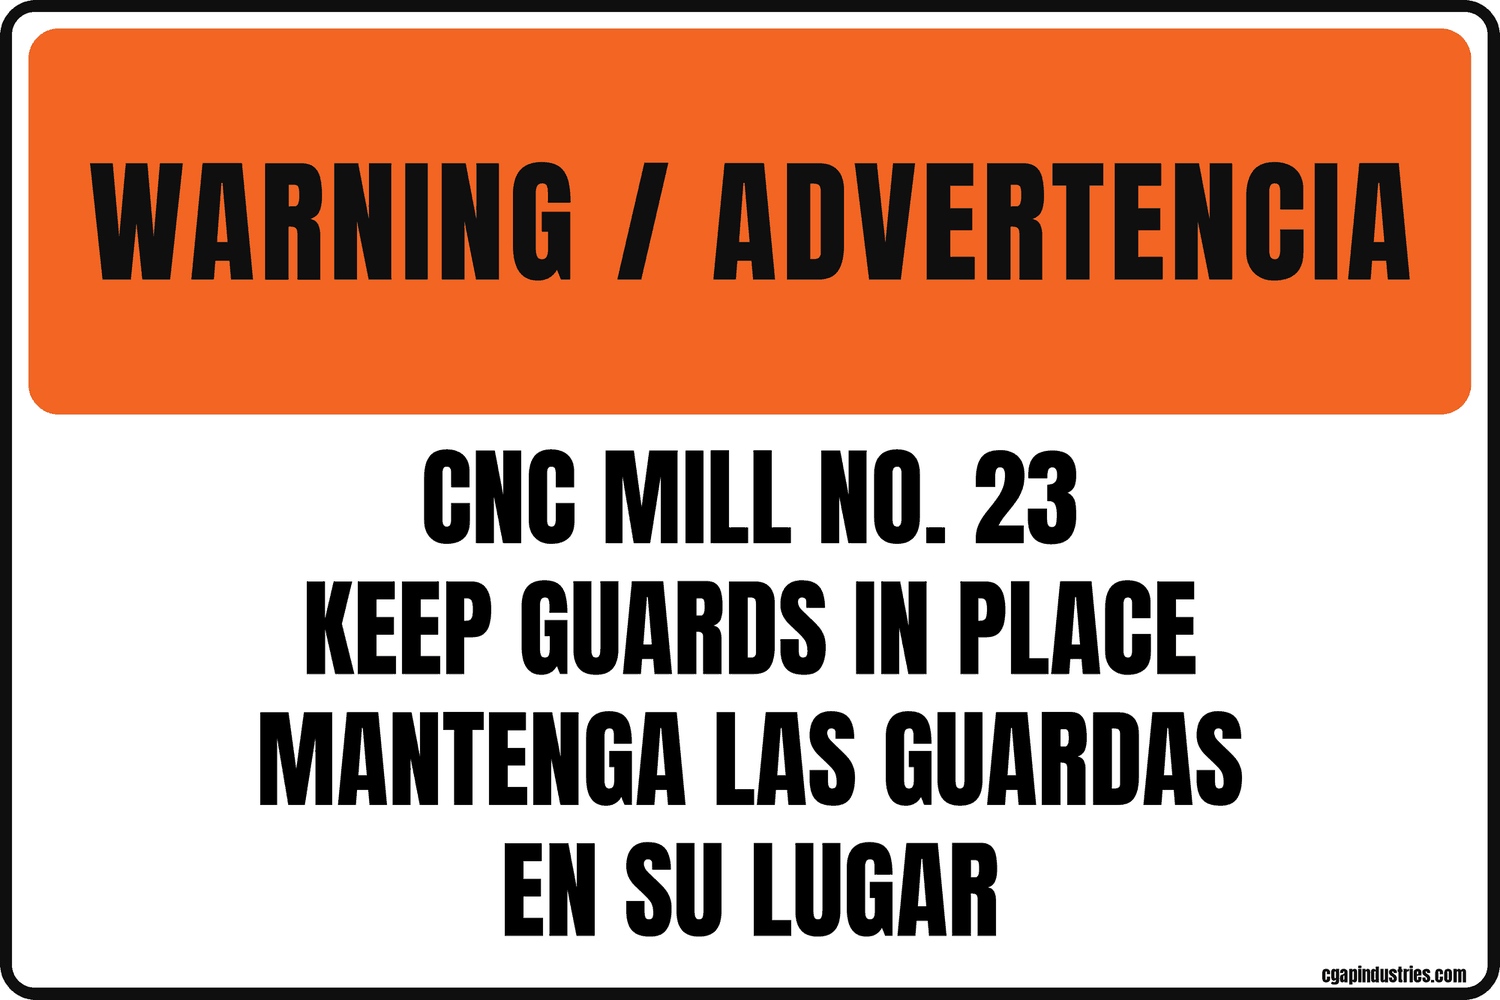 WARNING / ADVERTENCIA
CNC MILL NO. 23
KEEP GUARDS IN PLACE
MANTENGA LAS GUARDAS
EN SU LUGAR
cgapindustries.com